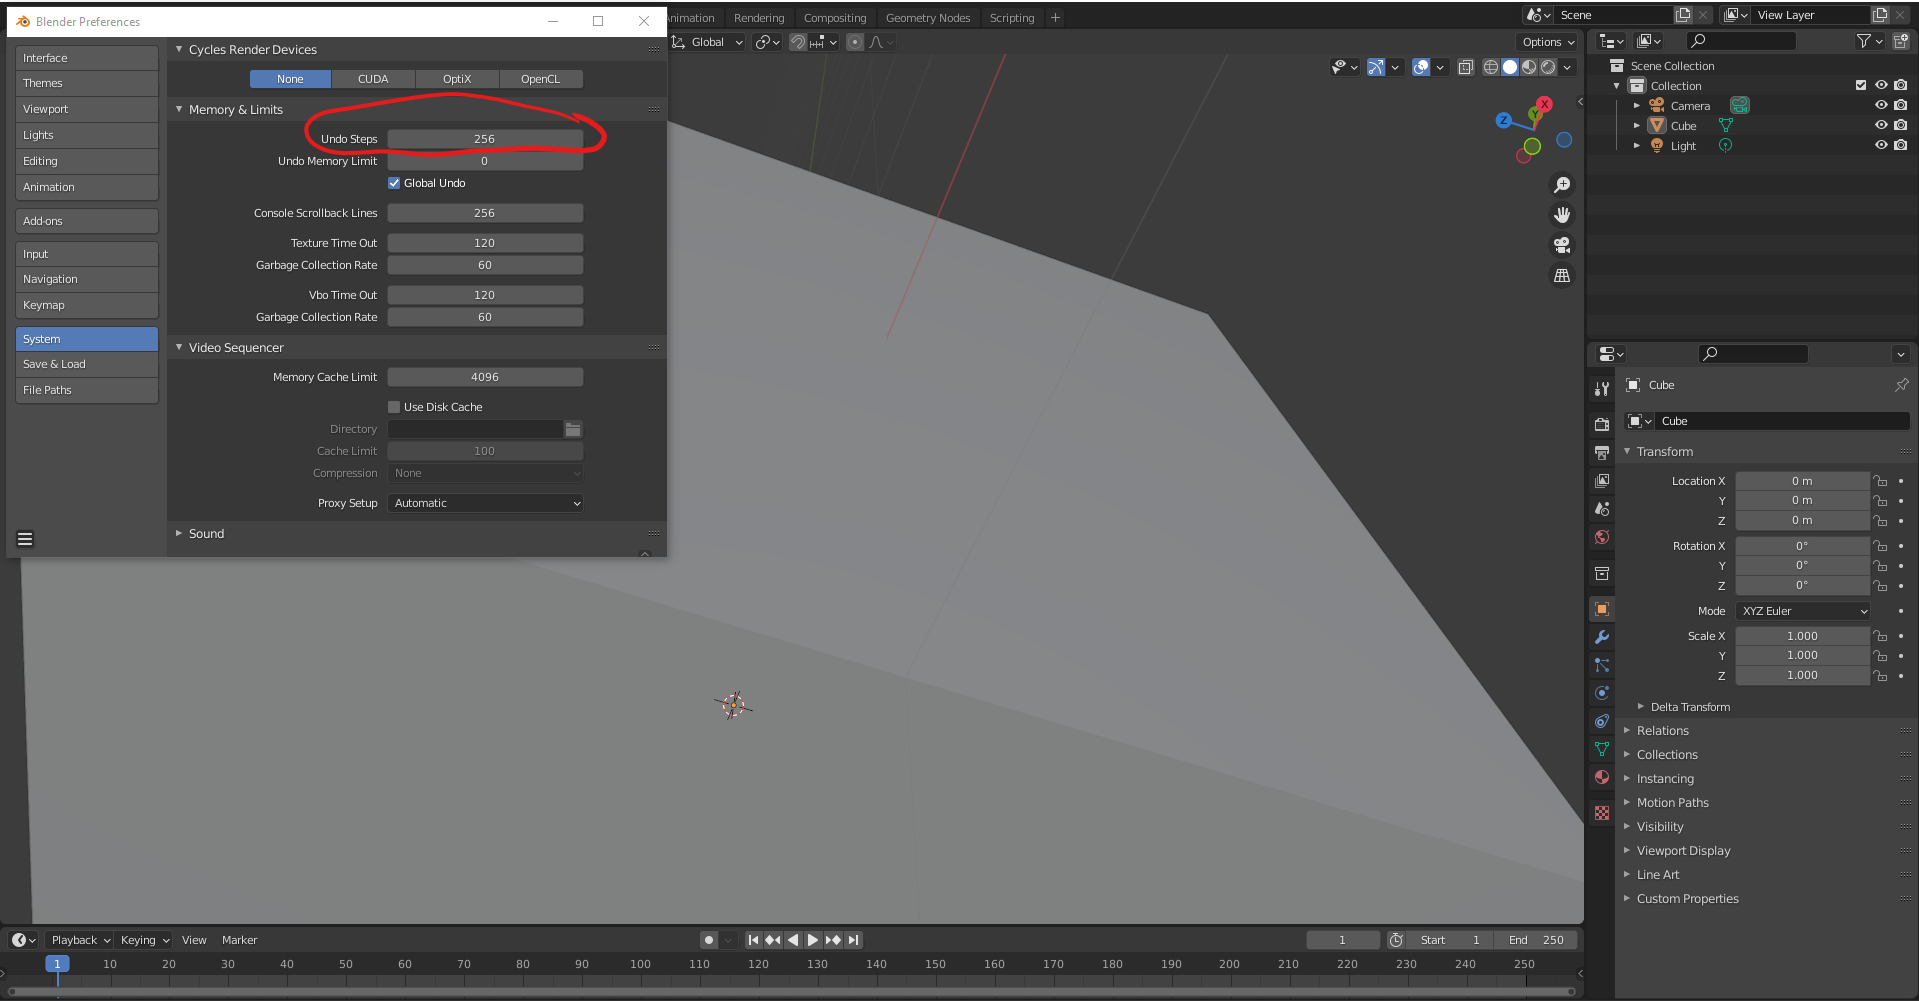 Blender Preferences
Interface
Themes
Viewport
Lights
Editing
Animation
Add-ons
Input
Navigation
Keymap
System
Save & Load
File Paths
Cycles Render Devices
None CUDA OptiX OpenCL
Memory & Limits
Undo Steps 256
Undo Memory Limit 0
Global Undo
Console Scrollback Lines 256
Texture Time Out 120
Garbage Collection Rate 60
Vbo Time Out 120
Garbage Collection Rate 60
Video Sequencer
Memory Cache Limit 4096
Use Disk Cache
Directory
Cache Limit 100
Compression None
Proxy Setup Automatic
Sound
nimation Rendering Compositing Geometry Nodes Scripting +
Scene View Layer
Global Options
X
Y
Z
Scene Collection
Collection
Camera
Cube
Light
Cube
Cube
Transform
Location X 0 m
Y 0 m
Z 0 m
Rotation X 0°
Y 0°
Z 0°
Mode XYZ Euler
Scale X 1.000
Y 1.000
Z 1.000
Delta Transform
Relations
Collections
Instancing
Motion Paths
Visibility
Viewport Display
Line Art
Custom Properties
Playback Keying View Marker 1 Start 1 End 250
1 10 20 30 40 50 60 70 80 90 100 110 120 130 140 150 160 170 180 190 200 210 220 230 240 250